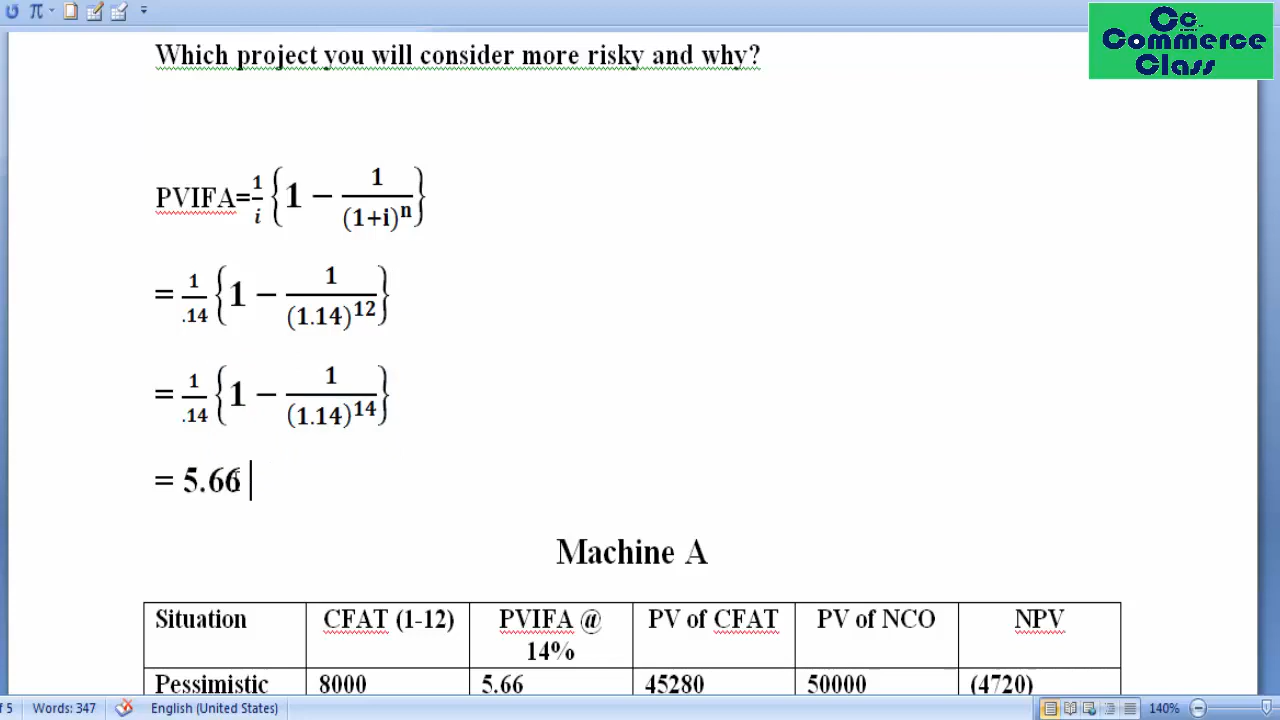 Co
Commerce
Class
Which project you will consider more risky and why?
PVIFA=1/i {1 − 1/(1+i)^n}
= 1/.14 {1 − 1/(1.14)^12}
= 1/.14 {1 − 1/(1.14)^14}
= 5.66
Machine A
Situation CFAT (1-12) PVIFA @ 14% PV of CFAT PV of NCO NPV
Pessimistic 8000 5.66 45280 50000 (4720)
of 5 Words: 347 English (United States) 140%